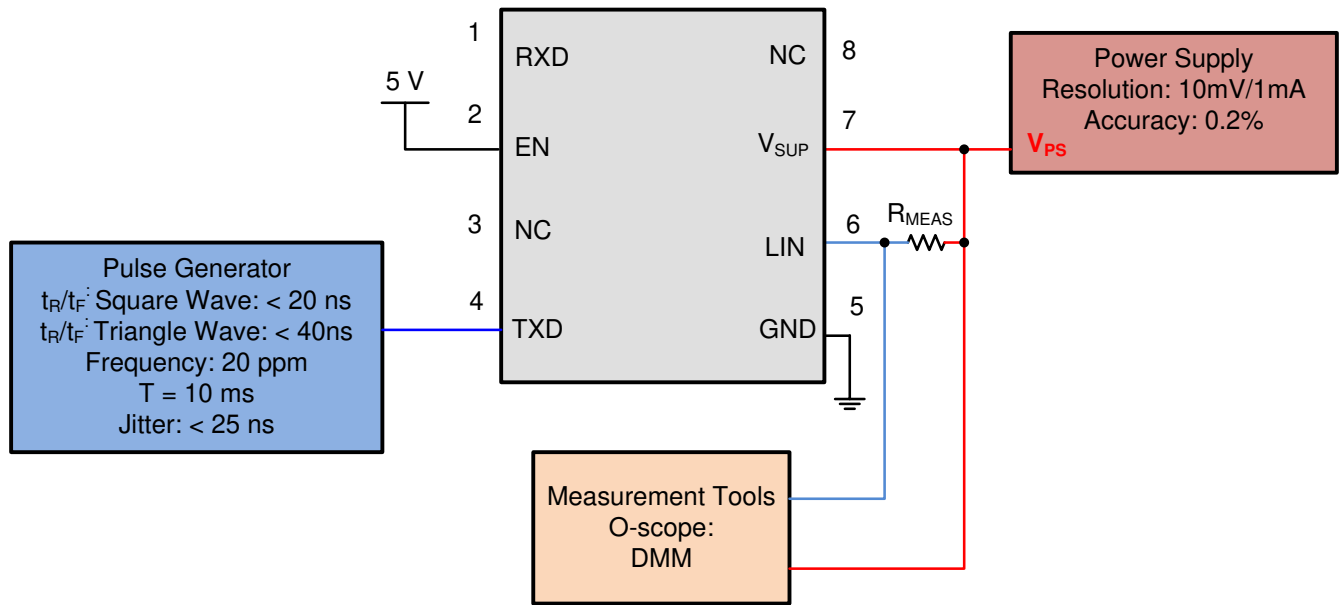 1
RXD
NC
8
Power Supply
Resolution: 10mV/1mA
Accuracy: 0.2%
VPS
5 V
2
EN
7
VSUP
3
NC
6
LIN
RMEAS
Pulse Generator
tR/tF: Square Wave: < 20 ns
tR/tF: Triangle Wave: < 40ns
Frequency: 20 ppm
T = 10 ms
Jitter: < 25 ns
4
TXD
5
GND
Measurement Tools
O-scope:
DMM